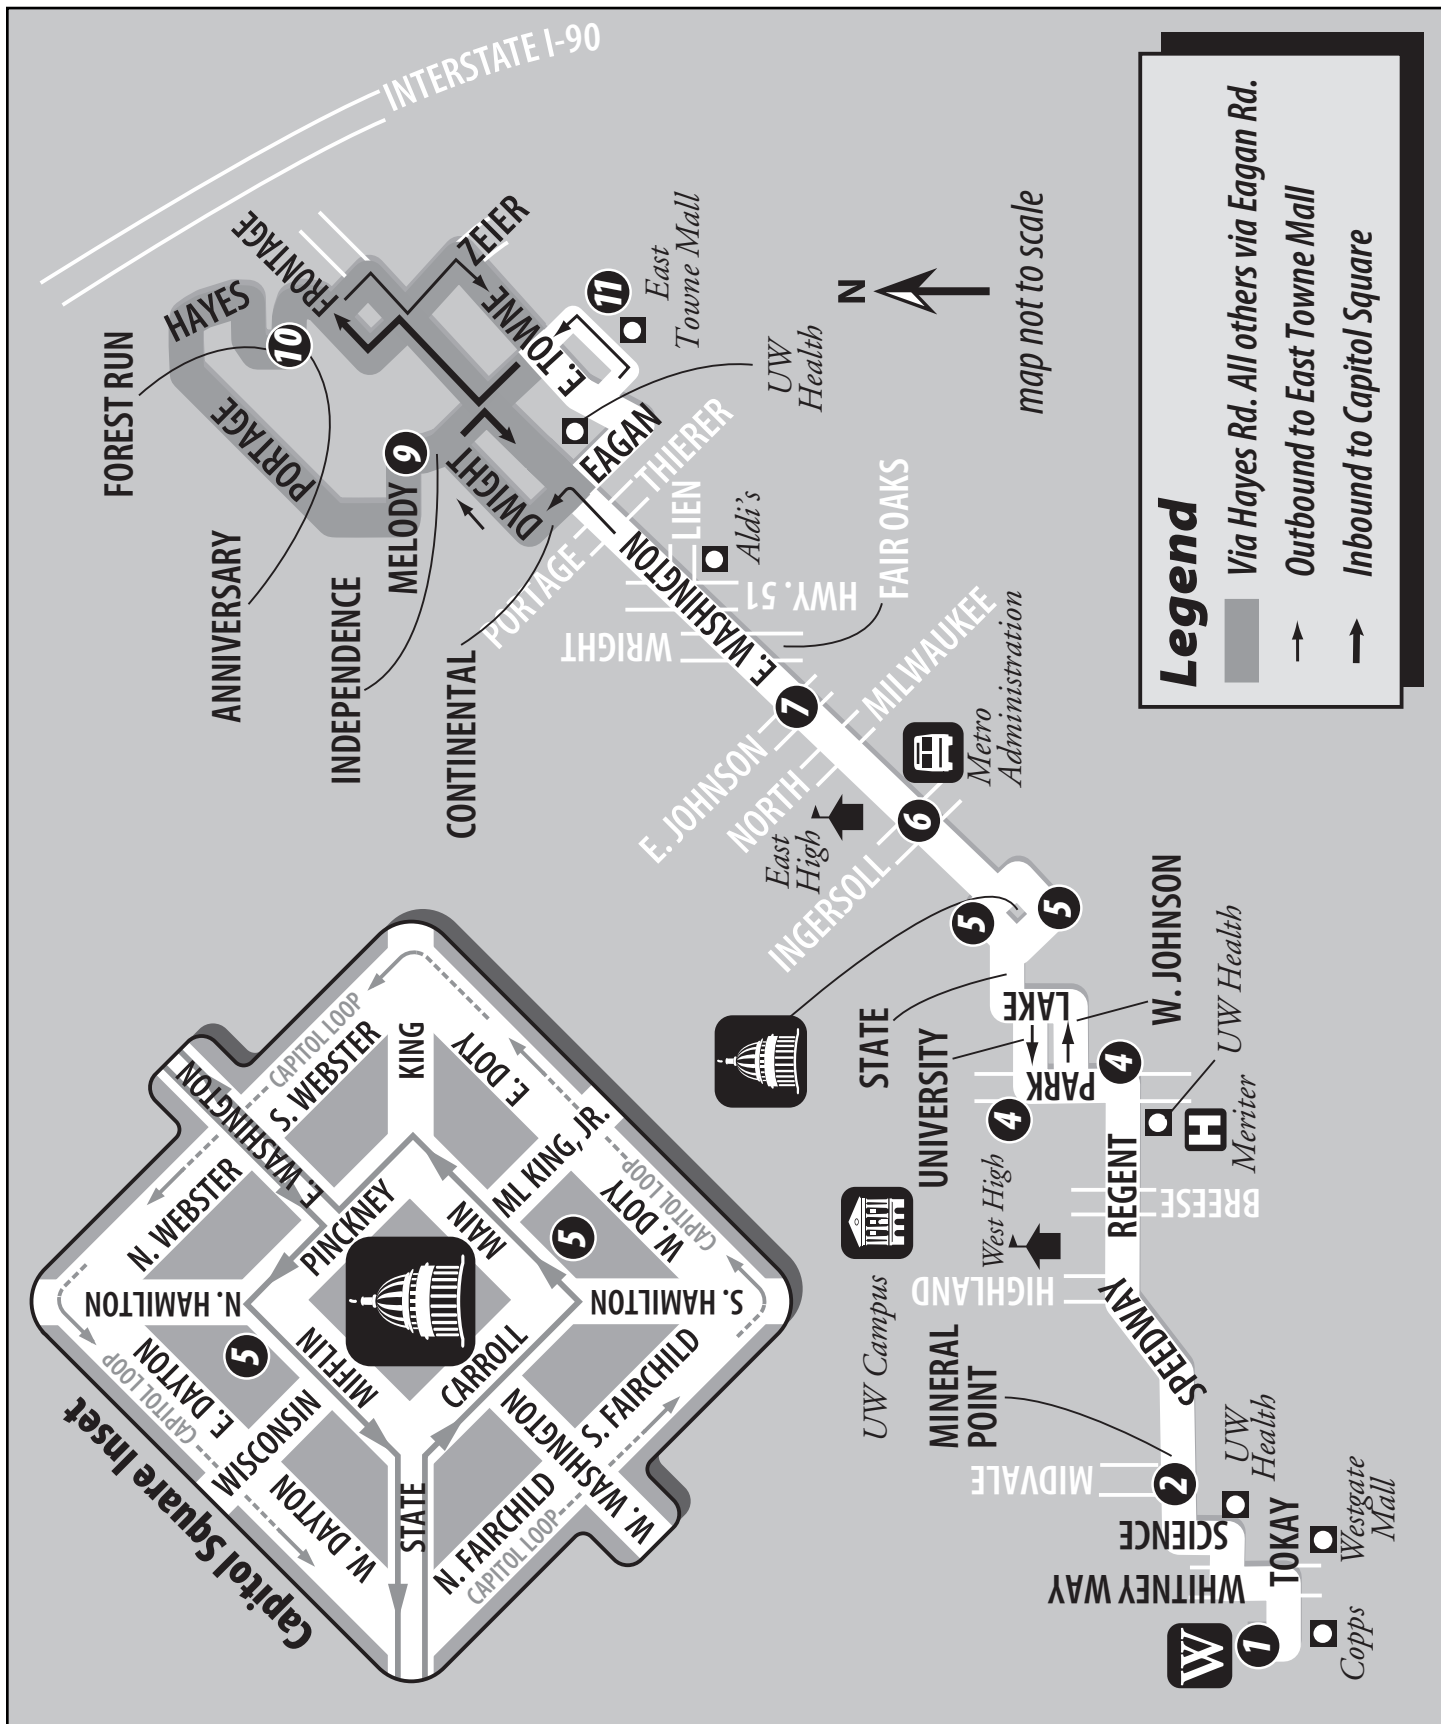 Capitol Square Inset
E. WASHINGTON
CAPITOL LOOP
S. WEBSTER
KING
E. DOTY
N. WEBSTER
PINCKNEY
MAIN
ML KING, JR.
N. HAMILTON
5
5
W. DOTY
CAPITOL LOOP
S. HAMILTON
E. DAYTON
CAPITOL LOOP
MIFFLIN
CARROLL
WISCONSIN
W. DAYTON
STATE
S. FAIRCHILD
N. FAIRCHILD
CAPITOL LOOP
W. WASHINGTON
INTERSTATE I-90
FOREST RUN
HAYES
FRONTAGE
10
ZEIER
PORTAGE
ANNIVERSARY
9
MELODY
INDEPENDENCE
DWIGHT
CONTINENTAL
E. TOWNE
11
East
Towne Mall
EAGAN
UW
Health
PORTAGE
THIERER
LIEN
Aldi's
E. WASHINGTON
HWY. 51
WRIGHT
FAIR OAKS
7
E. JOHNSON
NORTH
MILWAUKEE
Metro
Administration
East
High
6
INGERSOLL
5
5
STATE
UNIVERSITY
LAKE
W. JOHNSON
PARK
4
4
UW Health
H
Meriter
UW Campus
West High
REGENT
BREESE
HIGHLAND
SPEEDWAY
MINERAL
POINT
MIDVALE
2
UW
Health
SCIENCE
TOKAY
Westgate
Mall
WHITNEY WAY
W
1
Copps
N
map not to scale
Legend
Via Hayes Rd. All others via Eagan Rd.
Outbound to East Towne Mall
Inbound to Capitol Square